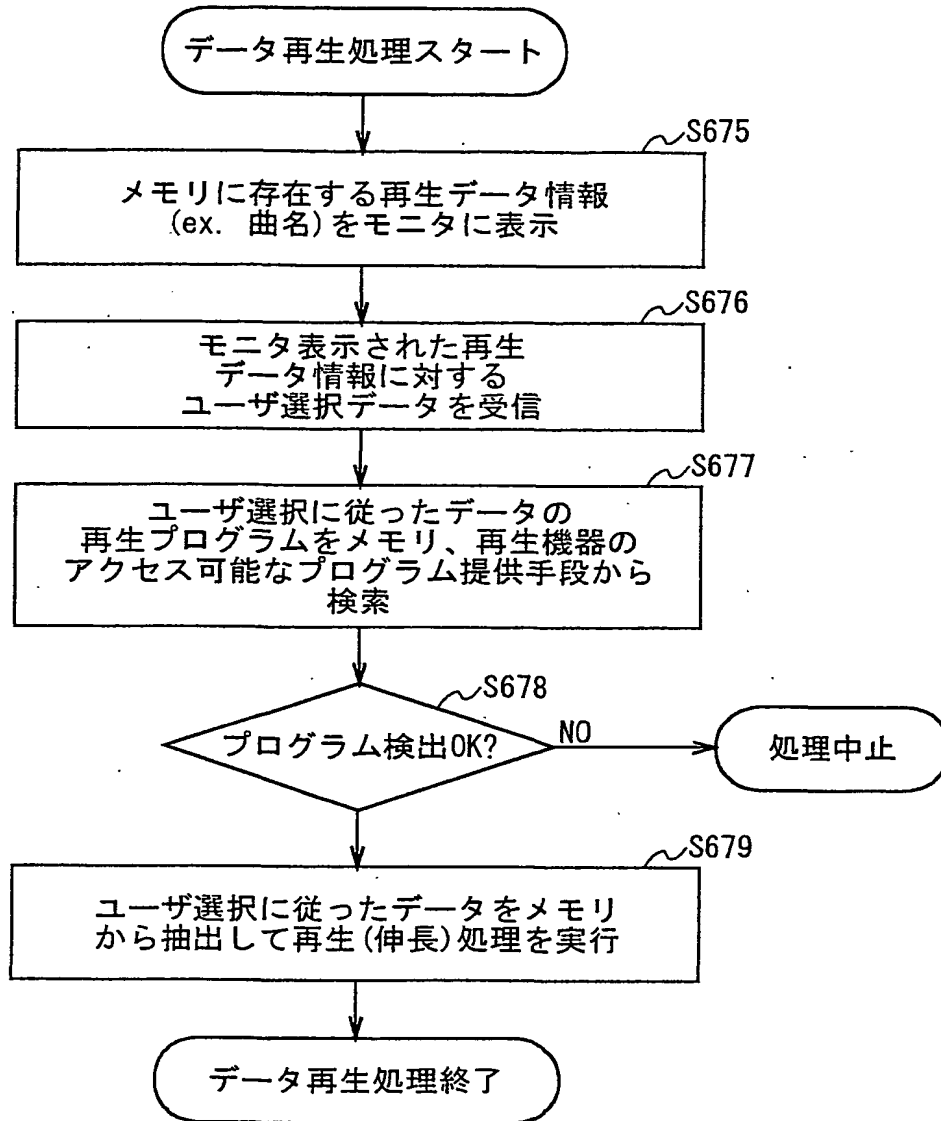 データ再生処理スタート
S675
メモリに存在する再生データ情報
(ex. 曲名)をモニタに表示
S676
モニタ表示された再生
データ情報に対する
ユーザ選択データを受信
S677
ユーザ選択に従ったデータの
再生プログラムをメモリ、再生機器の
アクセス可能なプログラム提供手段から
検索
S678
プログラム検出OK?
NO
処理中止
S679
ユーザ選択に従ったデータをメモリ
から抽出して再生(伸長)処理を実行
データ再生処理終了